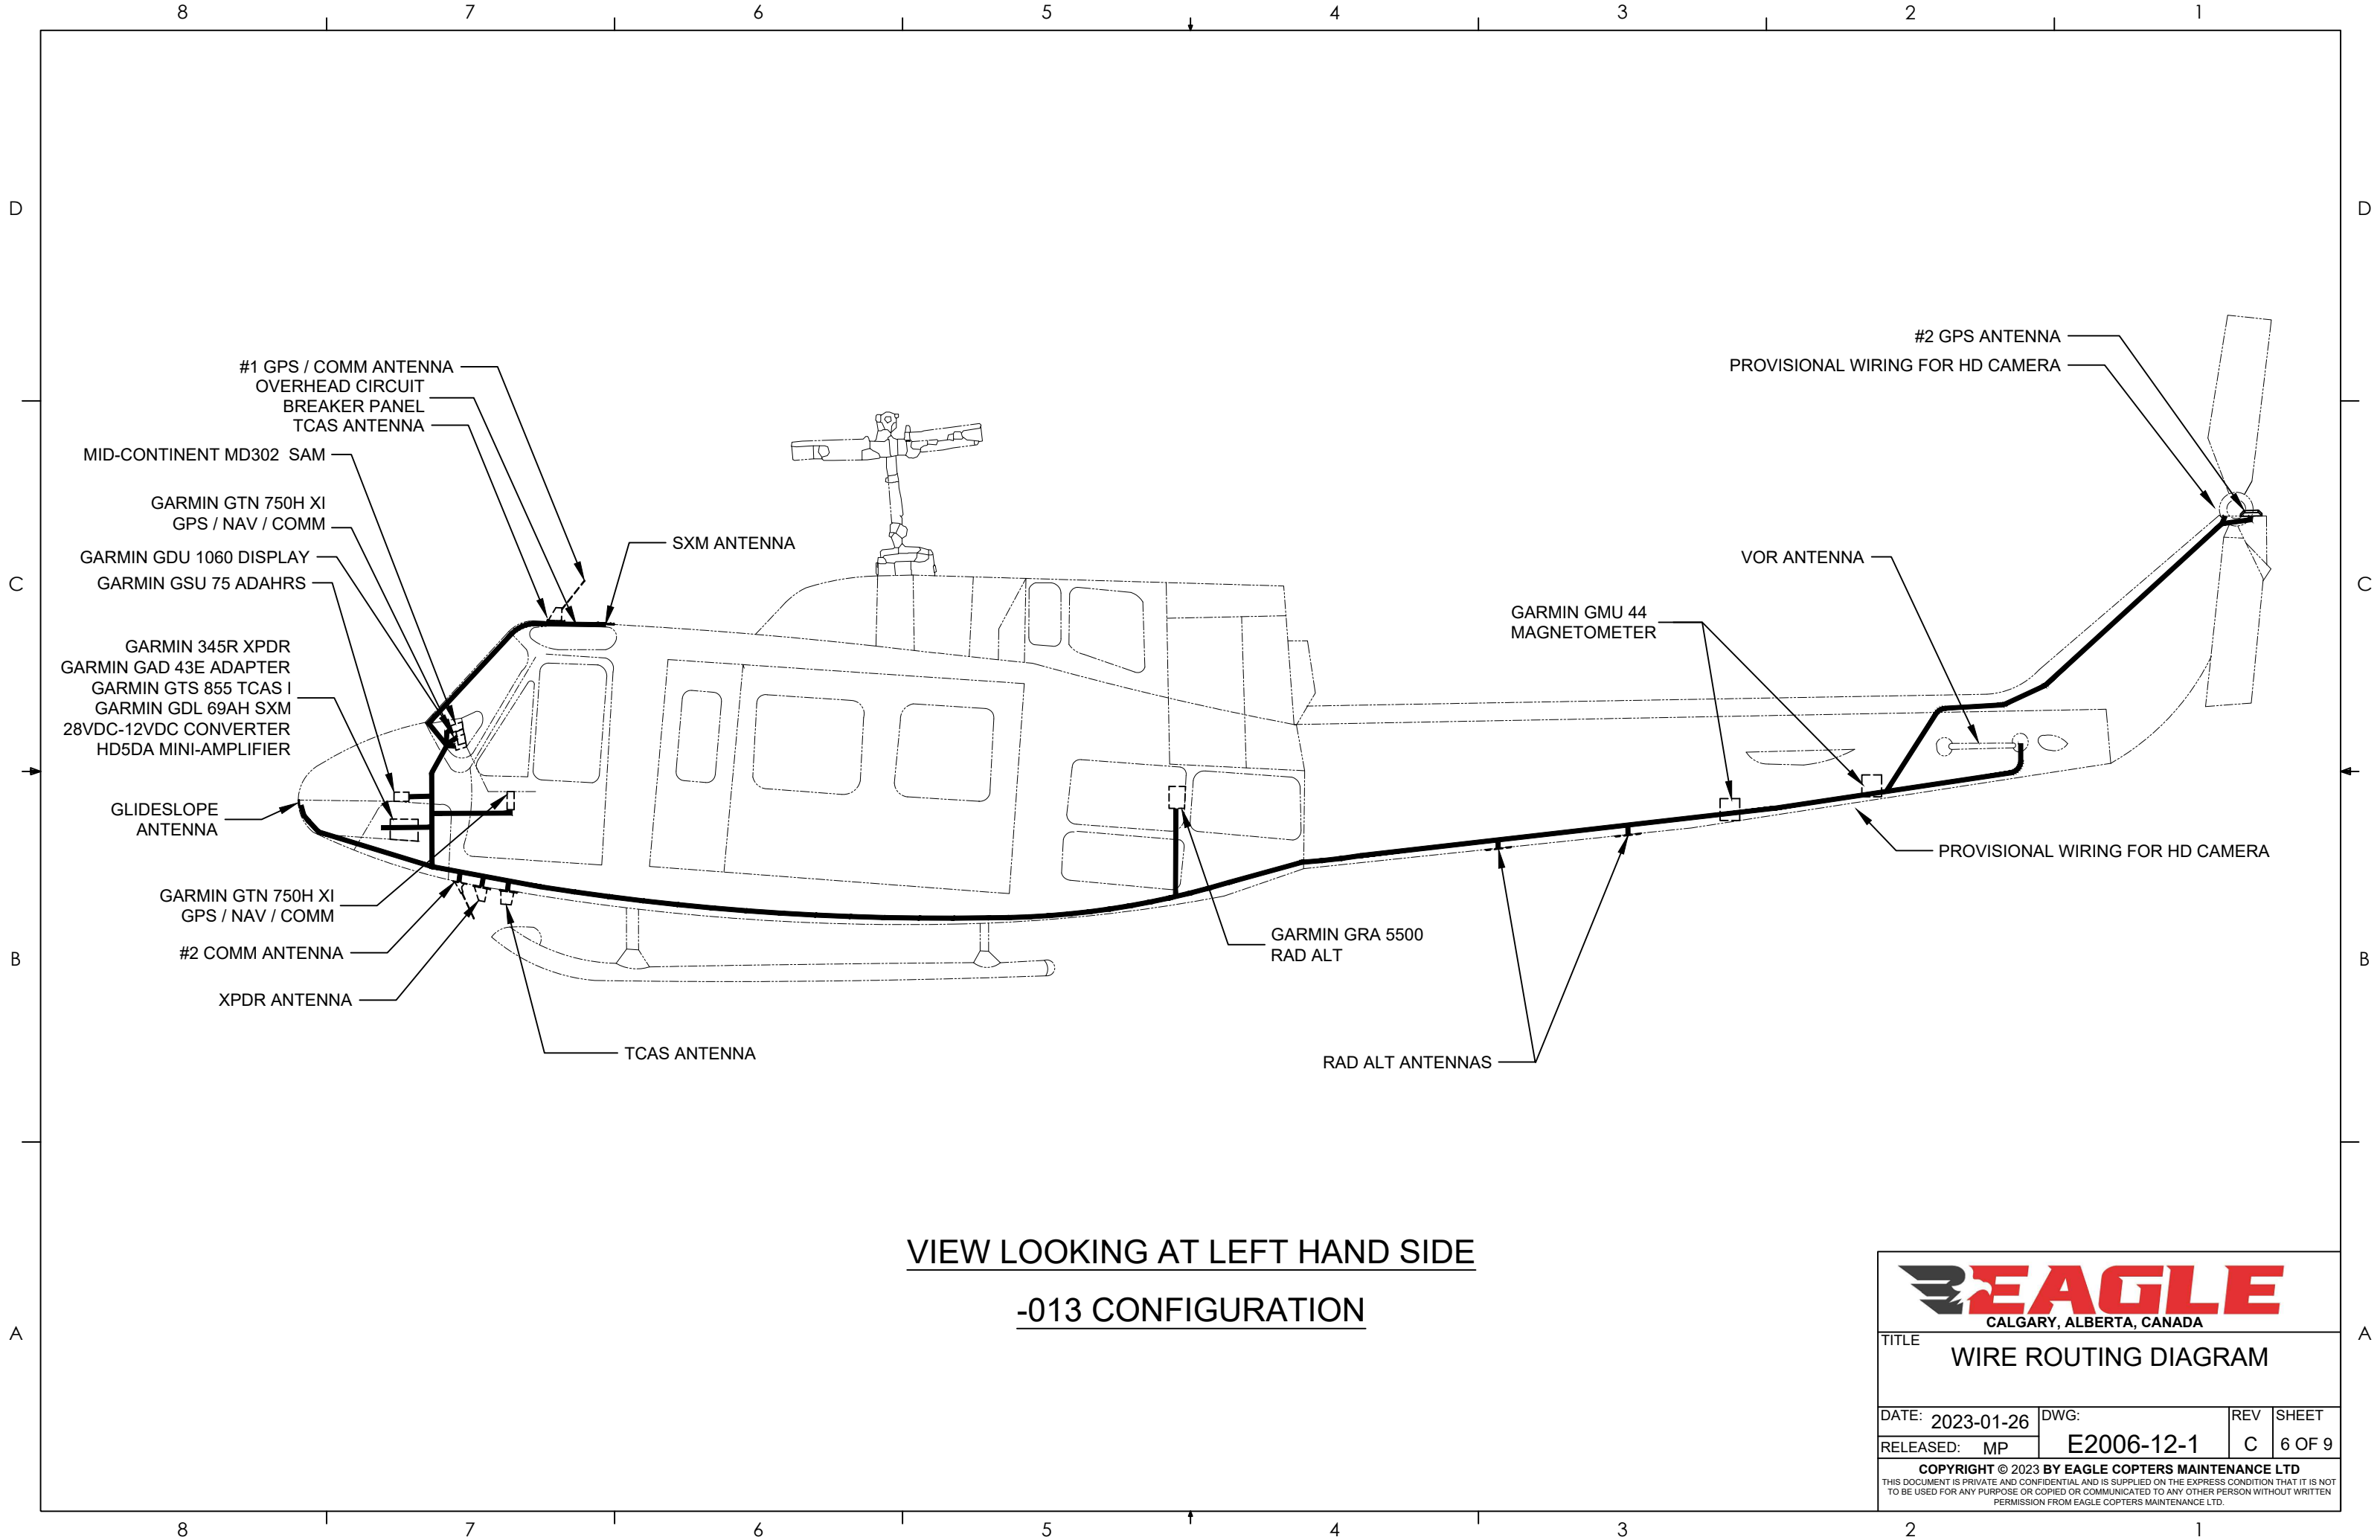 8 7 6 5 4 3 2 1
D D
#1 GPS / COMM ANTENNA
OVERHEAD CIRCUIT
BREAKER PANEL
TCAS ANTENNA
MID-CONTINENT MD302 SAM
GARMIN GTN 750H XI
GPS / NAV / COMM
GARMIN GDU 1060 DISPLAY
GARMIN GSU 75 ADAHRS
GARMIN 345R XPDR
GARMIN GAD 43E ADAPTER
GARMIN GTS 855 TCAS I
GARMIN GDL 69AH SXM
28VDC-12VDC CONVERTER
HD5DA MINI-AMPLIFIER
GLIDESLOPE
ANTENNA
GARMIN GTN 750H XI
GPS / NAV / COMM
#2 COMM ANTENNA
XPDR ANTENNA
TCAS ANTENNA
SXM ANTENNA
#2 GPS ANTENNA
PROVISIONAL WIRING FOR HD CAMERA
VOR ANTENNA
GARMIN GMU 44
MAGNETOMETER
PROVISIONAL WIRING FOR HD CAMERA
GARMIN GRA 5500
RAD ALT
RAD ALT ANTENNAS
C C
B B
A A
VIEW LOOKING AT LEFT HAND SIDE
-013 CONFIGURATION
EAGLE
CALGARY, ALBERTA, CANADA
TITLE
WIRE ROUTING DIAGRAM
DATE: 2023-01-26
RELEASED: MP
DWG:
E2006-12-1
REV
C
SHEET
6 OF 9
COPYRIGHT © 2023 BY EAGLE COPTERS MAINTENANCE LTD
THIS DOCUMENT IS PRIVATE AND CONFIDENTIAL AND IS SUPPLIED ON THE EXPRESS CONDITION THAT IT IS NOT
TO BE USED FOR ANY PURPOSE OR COPIED OR COMMUNICATED TO ANY OTHER PERSON WITHOUT WRITTEN
PERMISSION FROM EAGLE COPTERS MAINTENANCE LTD.
8 7 6 5 4 3 2 1